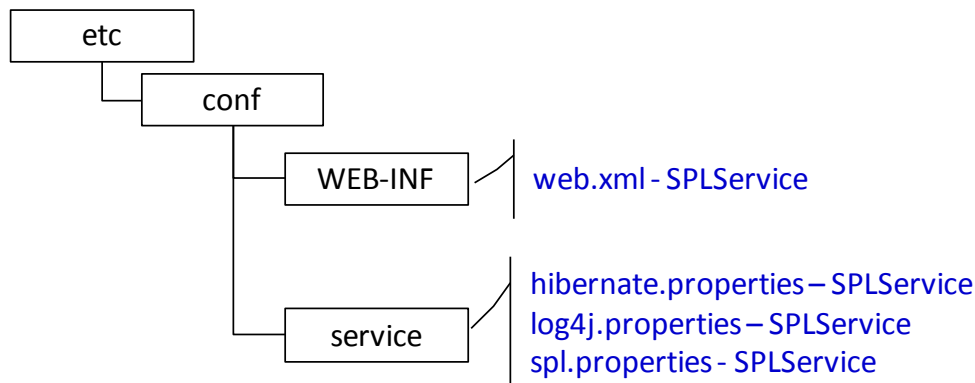 etc
conf
WEB-INF
web.xml - SPLService
hibernate.properties – SPLService
log4j.properties – SPLService
service
spl.properties - SPLService